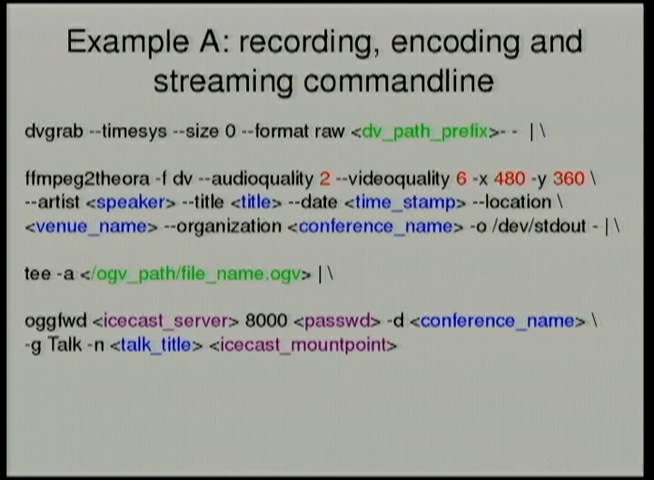 Example A: recording, encoding and
streaming commandline
dvgrab --timesys --size 0 --format raw <dv_path_prefix>- - | \
ffmpeg2theora -f dv --audioquality 2 --videoquality 6 -x 480 -y 360 \
--artist <speaker> --title <title> --date <time_stamp> --location \
<venue_name> --organization <conference_name> -o /dev/stdout - | \
tee -a </ogv_path/file_name.ogv> | \
oggfwd <icecast_server> 8000 <passwd> -d <conference_name> \
-g Talk -n <talk_title> <icecast_mountpoint>